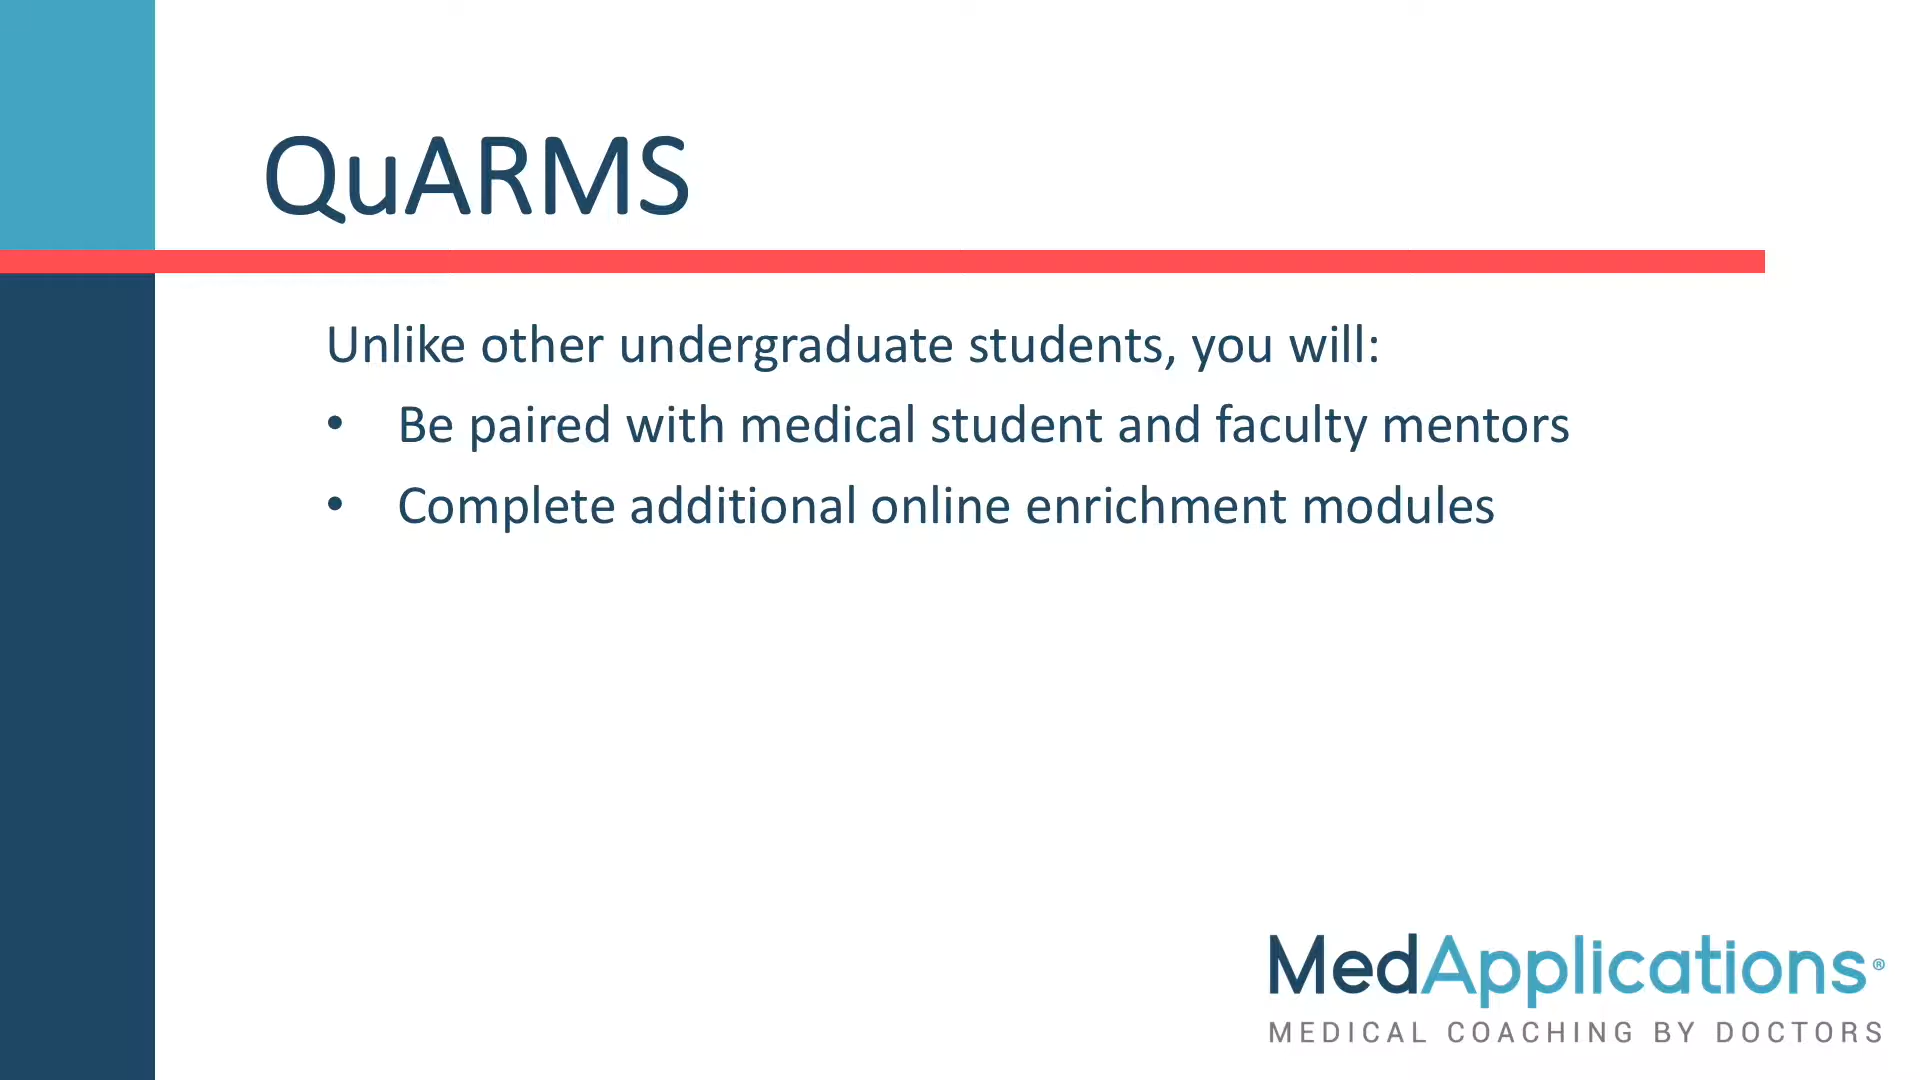 QuARMS
Unlike other undergraduate students, you will:
• Be paired with medical student and faculty mentors
• Complete additional online enrichment modules
MedApplications®
MEDICAL COACHING BY DOCTORS